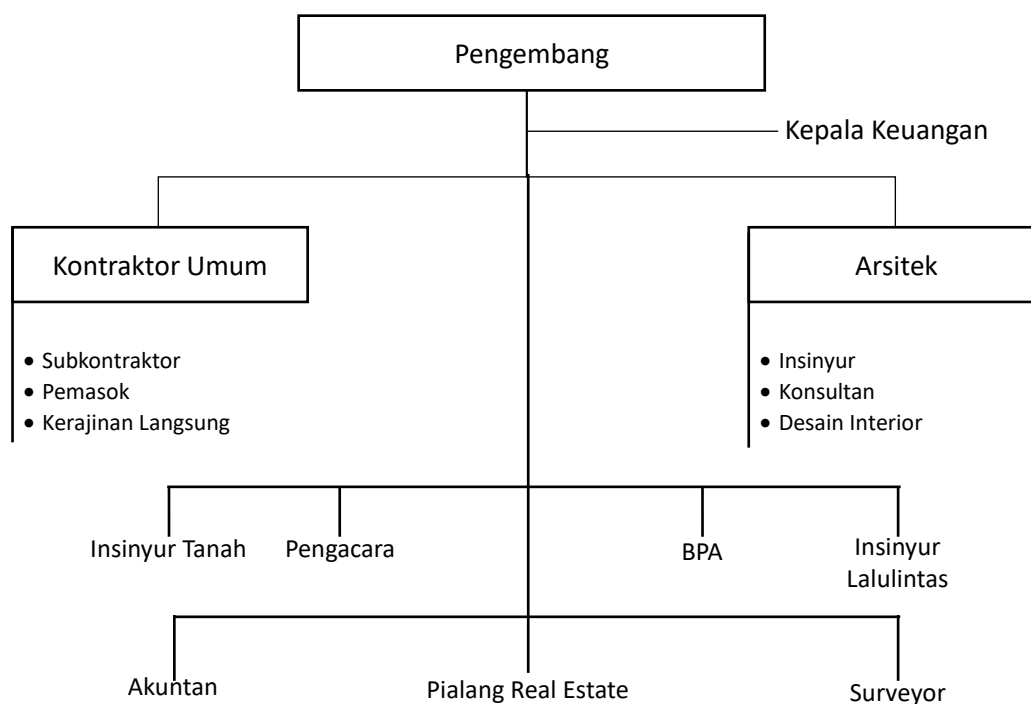 Pengembang
Kepala Keuangan
Kontraktor Umum
Arsitek
• Subkontraktor
• Pemasok
• Kerajinan Langsung
• Insinyur
• Konsultan
• Desain Interior
Insinyur Tanah
Pengacara
BPA
Insinyur
Lalulintas
Akuntan
Pialang Real Estate
Surveyor